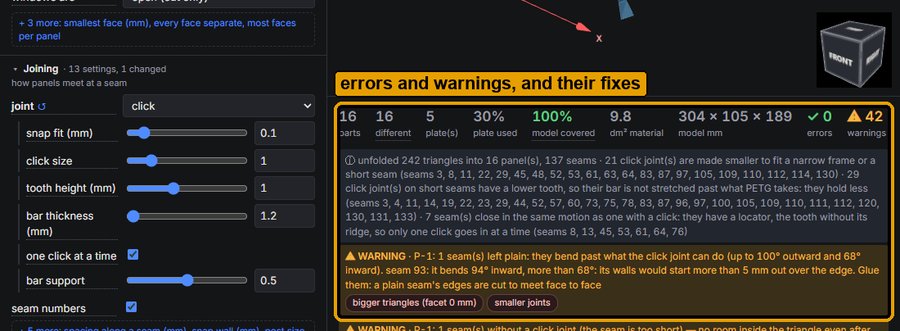 + 3 more: smallest face (mm), every face separate, most faces
per panel
Joining · 13 settings, 1 changed
how panels meet at a seam
joint
click
snap fit (mm)
0.1
click size
1
tooth height (mm)
1
bar thickness
(mm)
1.2
one click at a time
bar support
0.5
seam numbers
x
FRONT
errors and warnings, and their fixes
16 16 5 30% 100% 9.8 304 × 105 × 189 ✓ 0 ⚠ 42
parts different plate(s) plate used model covered dm² material model mm errors warnings
ⓘ unfolded 242 triangles into 16 panel(s), 137 seams · 21 click joint(s) are made smaller to fit a narrow frame or a
short seam (seams 3, 8, 11, 22, 29, 45, 48, 52, 53, 61, 63, 64, 83, 87, 97, 105, 109, 110, 112, 114, 130) · 29
click joint(s) on short seams have a lower tooth, so their bar is not stretched past what PETG takes: they hold less
(seams 3, 4, 11, 14, 19, 22, 23, 29, 44, 52, 57, 60, 73, 75, 78, 83, 87, 96, 97, 100, 105, 109, 110, 111, 112, 120,
130, 131, 133) · 7 seam(s) close in the same motion as one with a click: they have a locator, the tooth without its
ridge, so only one click goes in at a time (seams 8, 13, 45, 53, 61, 64, 76)
⚠ WARNING · P-1: 1 seam(s) left plain: they bend past what the click joint can do (up to 100° outward and 68°
inward). seam 93: it bends 94° inward, more than 68°: its walls would start more than 5 mm out over the edge. Glue
them: a plain seam's edges are cut to meet face to face
bigger triangles (facet 0 mm) smaller joints